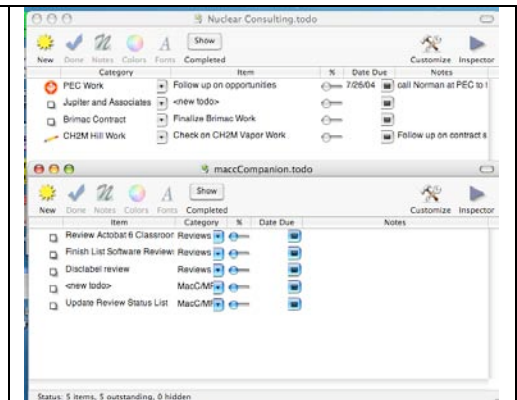 Nuclear Consulting.todo
Show
New Done Notes Colors Fonts Completed Customize Inspector
Category Item % Date Due Notes
PEC Work Follow up on opportunities 7/26/04 call Norman at PEC to
Jupiter and Associates <new todo>
Brimac Contract Finalize Brimac Work
CH2M Hill Work Check on CH2M Vapor Work Follow up on contract s
maccCompanion.todo
Show
New Done Notes Colors Fonts Completed Customize Inspector
Item Category % Date Due Notes
Review Actobat 6 Classroor Reviews
Finish List Software Review Reviews
Disclabel review Reviews
<new todo> MacC/MF
Update Review Status List MacC/MF
Status: 5 items, 5 outstanding, 0 hidden